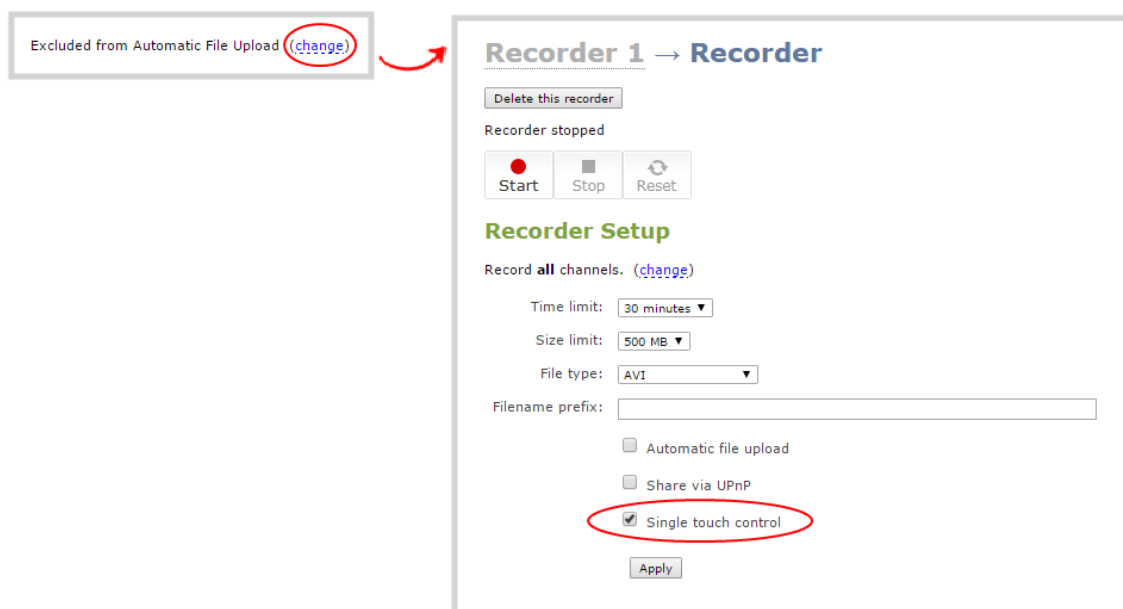 Excluded from Automatic File Upload (change)
Recorder 1 → Recorder
Delete this recorder
Recorder stopped
Start Stop Reset
Recorder Setup
Record all channels. (change)
Time limit: 30 minutes ▼
Size limit: 500 MB ▼
File type: AVI ▼
Filename prefix:
Automatic file upload
Share via UPnP
Single touch control
Apply